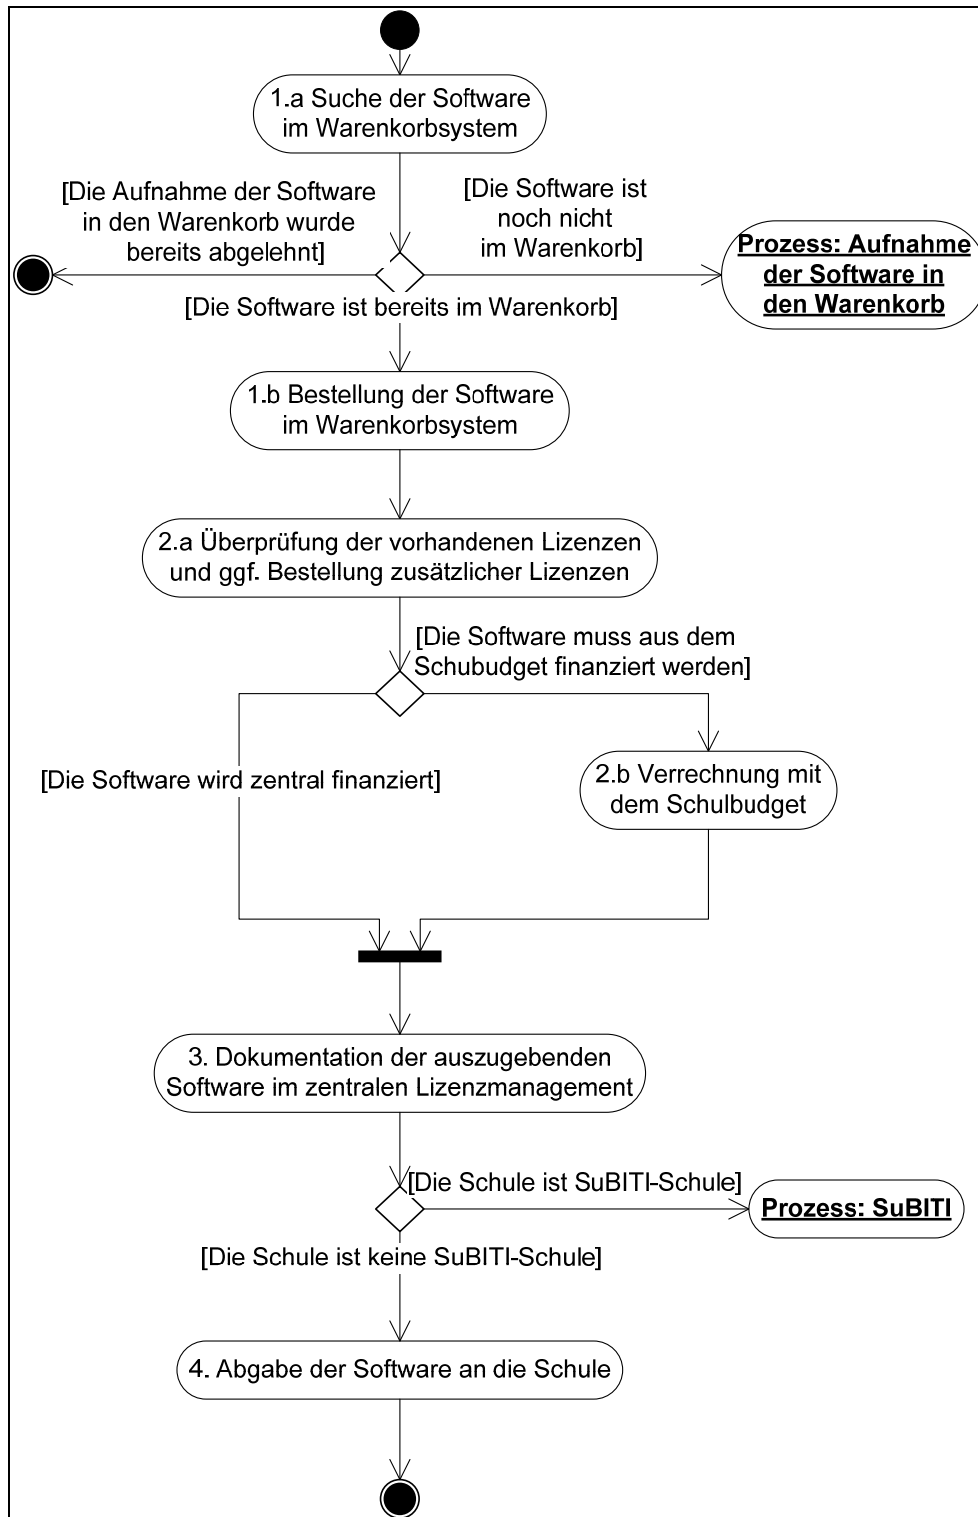 1.a Suche der Software
im Warenkorbsystem
[Die Aufnahme der Software
in den Warenkorb wurde
bereits abgelehnt]
[Die Software ist
noch nicht
im Warenkorb]
Prozess: Aufnahme
der Software in
den Warenkorb
[Die Software ist bereits im Warenkorb]
1.b Bestellung der Software
im Warenkorbsystem
2.a Überprüfung der vorhandenen Lizenzen
und ggf. Bestellung zusätzlicher Lizenzen
[Die Software muss aus dem
Schubudget finanziert werden]
[Die Software wird zentral finanziert]
2.b Verrechnung mit
dem Schulbudget
3. Dokumentation der auszugebenden
Software im zentralen Lizenzmanagement
[Die Schule ist SuBITI-Schule]
Prozess: SuBITI
[Die Schule ist keine SuBITI-Schule]
4. Abgabe der Software an die Schule